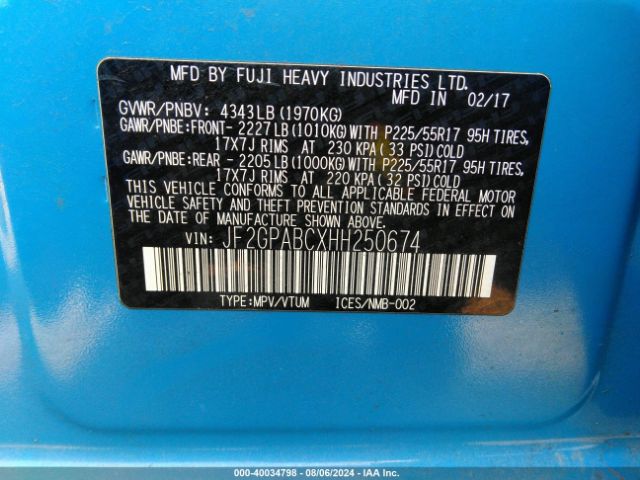 MFD BY FUJI HEAVY INDUSTRIES LTD.
MFD IN 02/17
GVWR/PNBV: 4343LB(1970KG)
GAWR/PNBE:FRONT- 2227LB(1010KG)WITH P225/55R17 95H TIRES,
17X7J RIMS AT 230 KPA( 33 PSI)COLD
GAWR/PNBE:REAR - 2205LB(1000KG)WITH P225/55R17 95H TIRES,
17X7J RIMS AT 220 KPA(32 PSI)COLD
THIS VEHICLE CONFORMS TO ALL APPLICABLE FEDERAL MOTOR
VEHICLE SAFETY AND THEFT PREVENTION STANDARDS IN EFFECT
ON THE DATE OF MANUFACTURE SHOWN ABOVE.
VIN: JF2GPABCXHH250674
TYPE:MPV/VTUM ICES/NMB-002
000-40034798 - 08/06/2024 - IAA Inc.